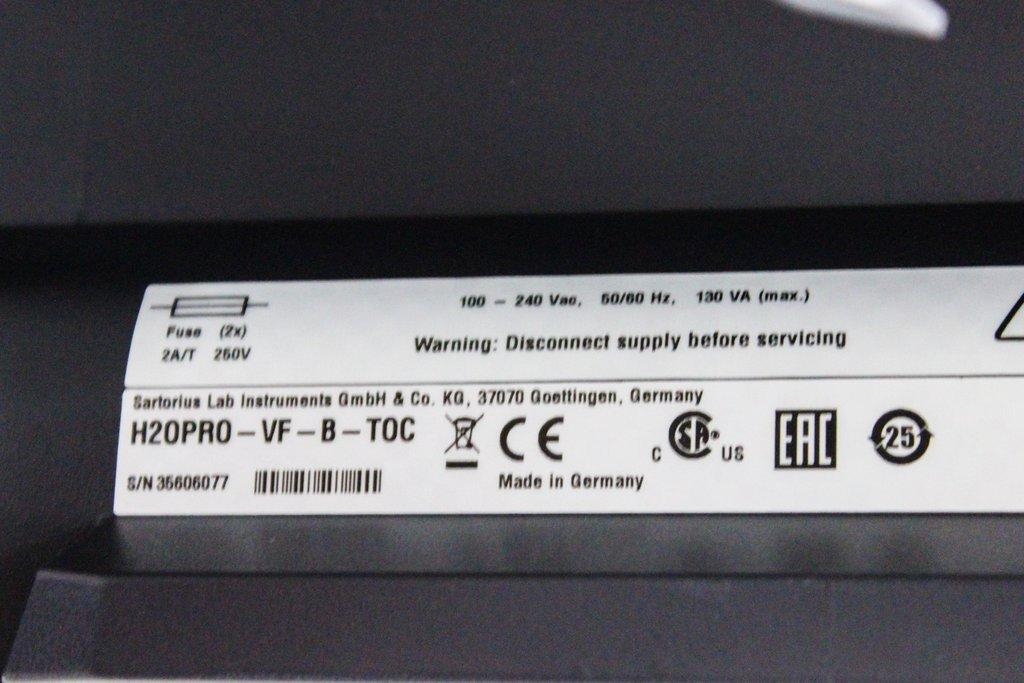 100 – 240 Vac, 50/60 Hz, 130 VA (max.)
Fuse (2x)
2A/T 250V
Warning: Disconnect supply before servicing
Sartorius Lab Instruments GmbH & Co. KG, 37070 Goettingen, Germany
H2OPRO – VF – B – TOC
CE
C SA® US
EAC
25
S/N 35606077
Made in Germany